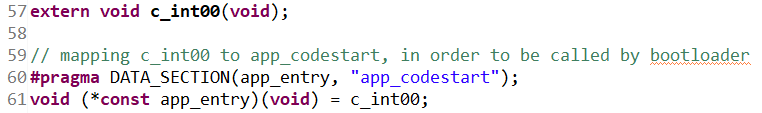 57 extern void c_int00(void);
58
59 // mapping c_int00 to app_codestart, in order to be called by bootloader
60 #pragma DATA_SECTION(app_entry, "app_codestart");
61 void (*const app_entry)(void) = c_int00;